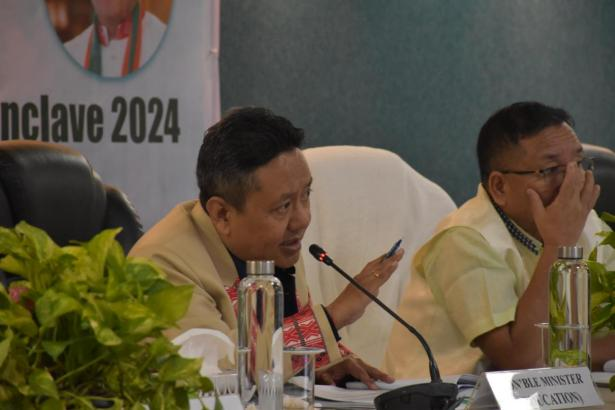 nclave 2024
N'BLE MINISTER
CATION)